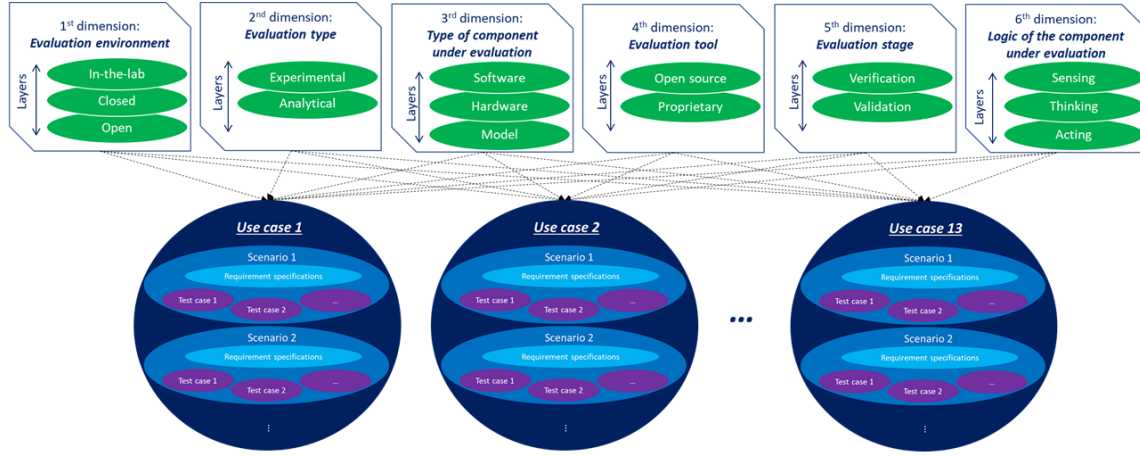 1st dimension:
Evaluation environment
Layers
In-the-lab
Closed
Open
2nd dimension:
Evaluation type
Layers
Experimental
Analytical
3rd dimension:
Type of component
under evaluation
Layers
Software
Hardware
Model
4th dimension:
Evaluation tool
Layers
Open source
Proprietary
5th dimension:
Evaluation stage
Layers
Verification
Validation
6th dimension:
Logic of the component
under evaluation
Layers
Sensing
Thinking
Acting
Use case 1
Scenario 1
Requirement specifications
Test case 1
Test case 2
...
Scenario 2
Requirement specifications
Test case 1
Test case 2
...
...
Use case 2
Scenario 1
Requirement specifications
Test case 1
Test case 2
...
Scenario 2
Requirement specifications
Test case 1
Test case 2
...
...
...
Use case 13
Scenario 1
Requirement specifications
Test case 1
Test case 2
...
Scenario 2
Requirement specifications
Test case 1
Test case 2
...
...